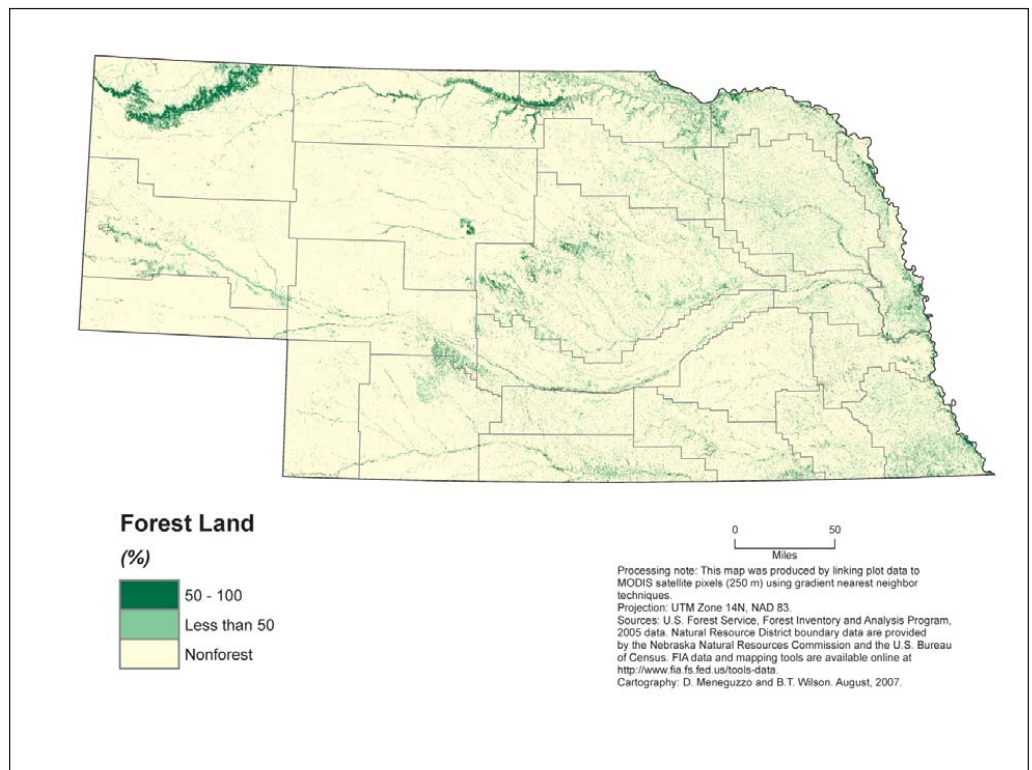 Forest Land
(%)
50 - 100
Less than 50
Nonforest
0 50
Miles
Processing note: This map was produced by linking plot data to
MODIS satellite pixels (250 m) using gradient nearest neighbor
techniques.
Projection: UTM Zone 14N, NAD 83.
Sources: U.S. Forest Service, Forest Inventory and Analysis Program,
2005 data. Natural Resource District boundary data are provided
by the Nebraska Natural Resources Commission and the U.S. Bureau
of Census. FIA data and mapping tools are available online at
http://www.fia.fs.fed.us/tools-data.
Cartography: D. Meneguzzo and B.T. Wilson. August, 2007.